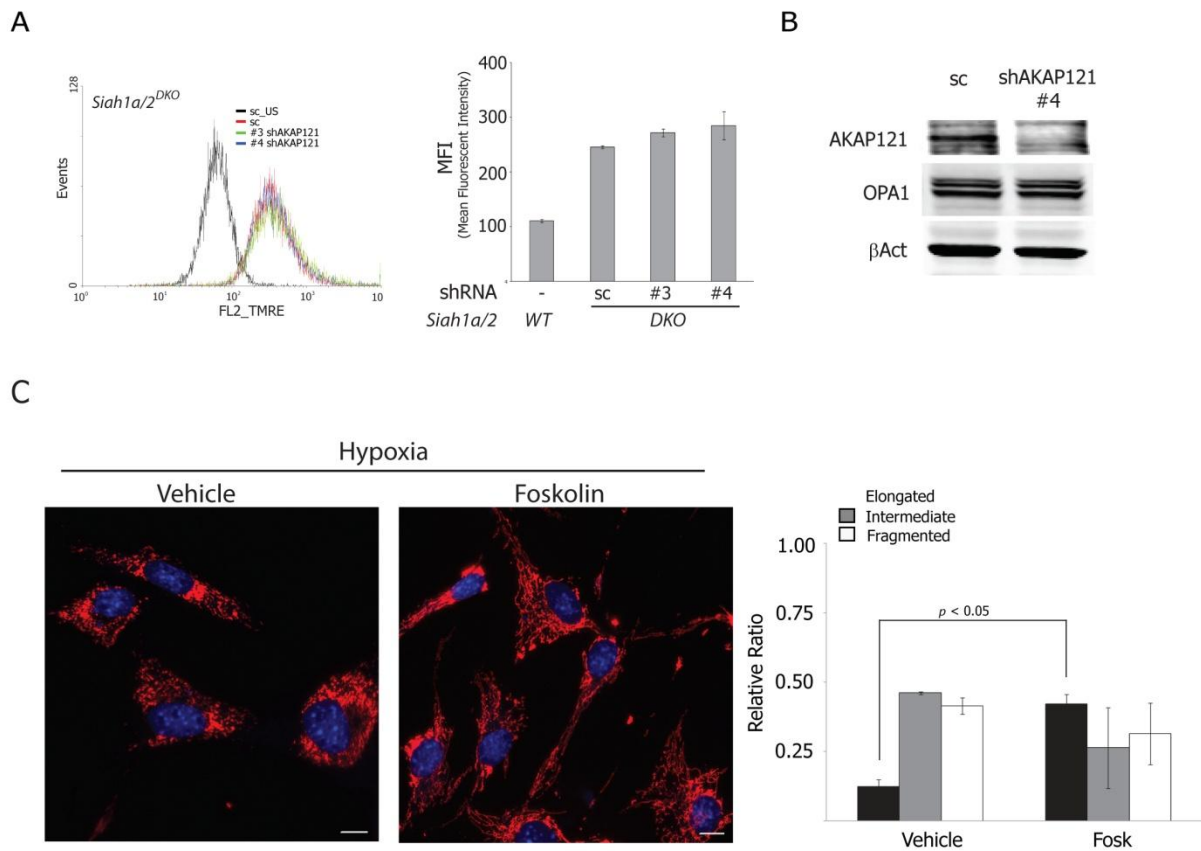 A
Siah1a/2DKO
sc_US
sc
#3 shAKAP121
#4 shAKAP121
128
Events
0
10⁰ 10¹ 10² 10³ 10
FL2_TMRE
400
300
200
100
MFI
(Mean Fluorescent Intensity)
shRNA - sc #3 #4
Siah1a/2 WT DKO
B
sc shAKAP121
#4
AKAP121
OPA1
βAct
C
Hypoxia
Vehicle Foskolin
Elongated
Intermediate
Fragmented
1.00
0.75
0.50
0.25
Relative Ratio
p < 0.05
Vehicle Fosk